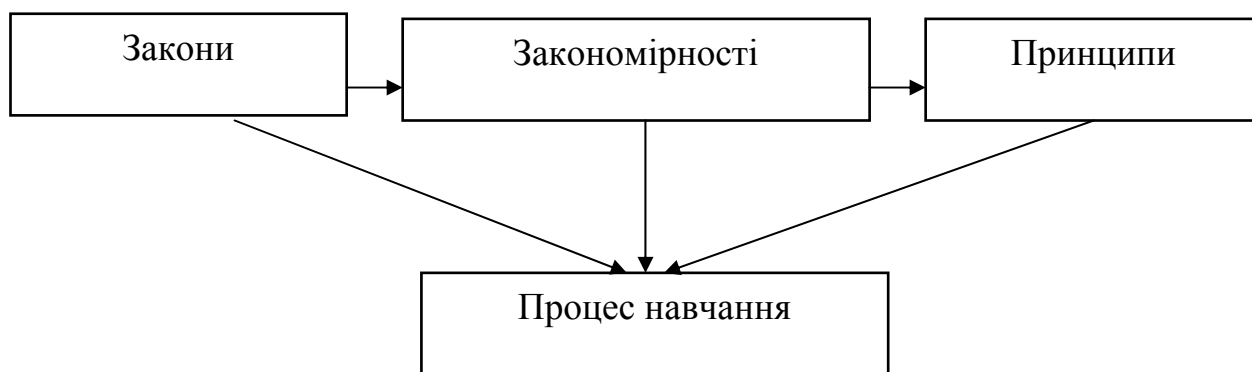 Закони
Закономірності
Принципи
Процес навчання